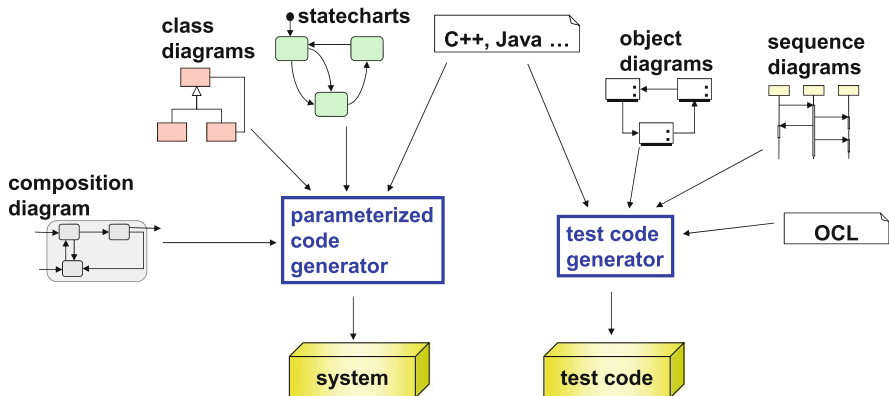 class
diagrams
statecharts
C++, Java ...
object
diagrams
sequence
diagrams
composition
diagram
parameterized
code
generator
test code
generator
OCL
system
test code